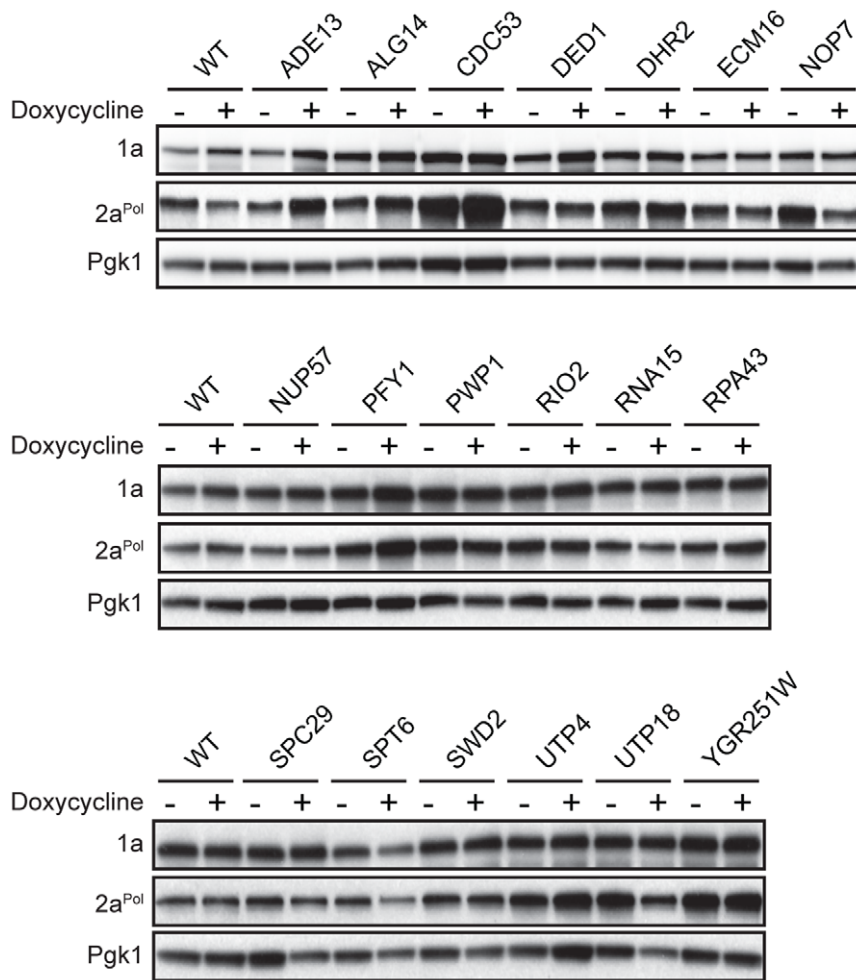 WT ADE13 ALG14 CDC53 DED1 DHR2 ECM16 NOP7
Doxycycline - + - + - + - + - + - + - + - +
1a
2aPol
Pgk1
WT NUP57 PFY1 PWP1 RIO2 RNA15 RPA43
Doxycycline - + - + - + - + - + - + - +
1a
2aPol
Pgk1
WT SPC29 SPT6 SWD2 UTP4 UTP18 YGR251W
Doxycycline - + - + - + - + - + - + - +
1a
2aPol
Pgk1